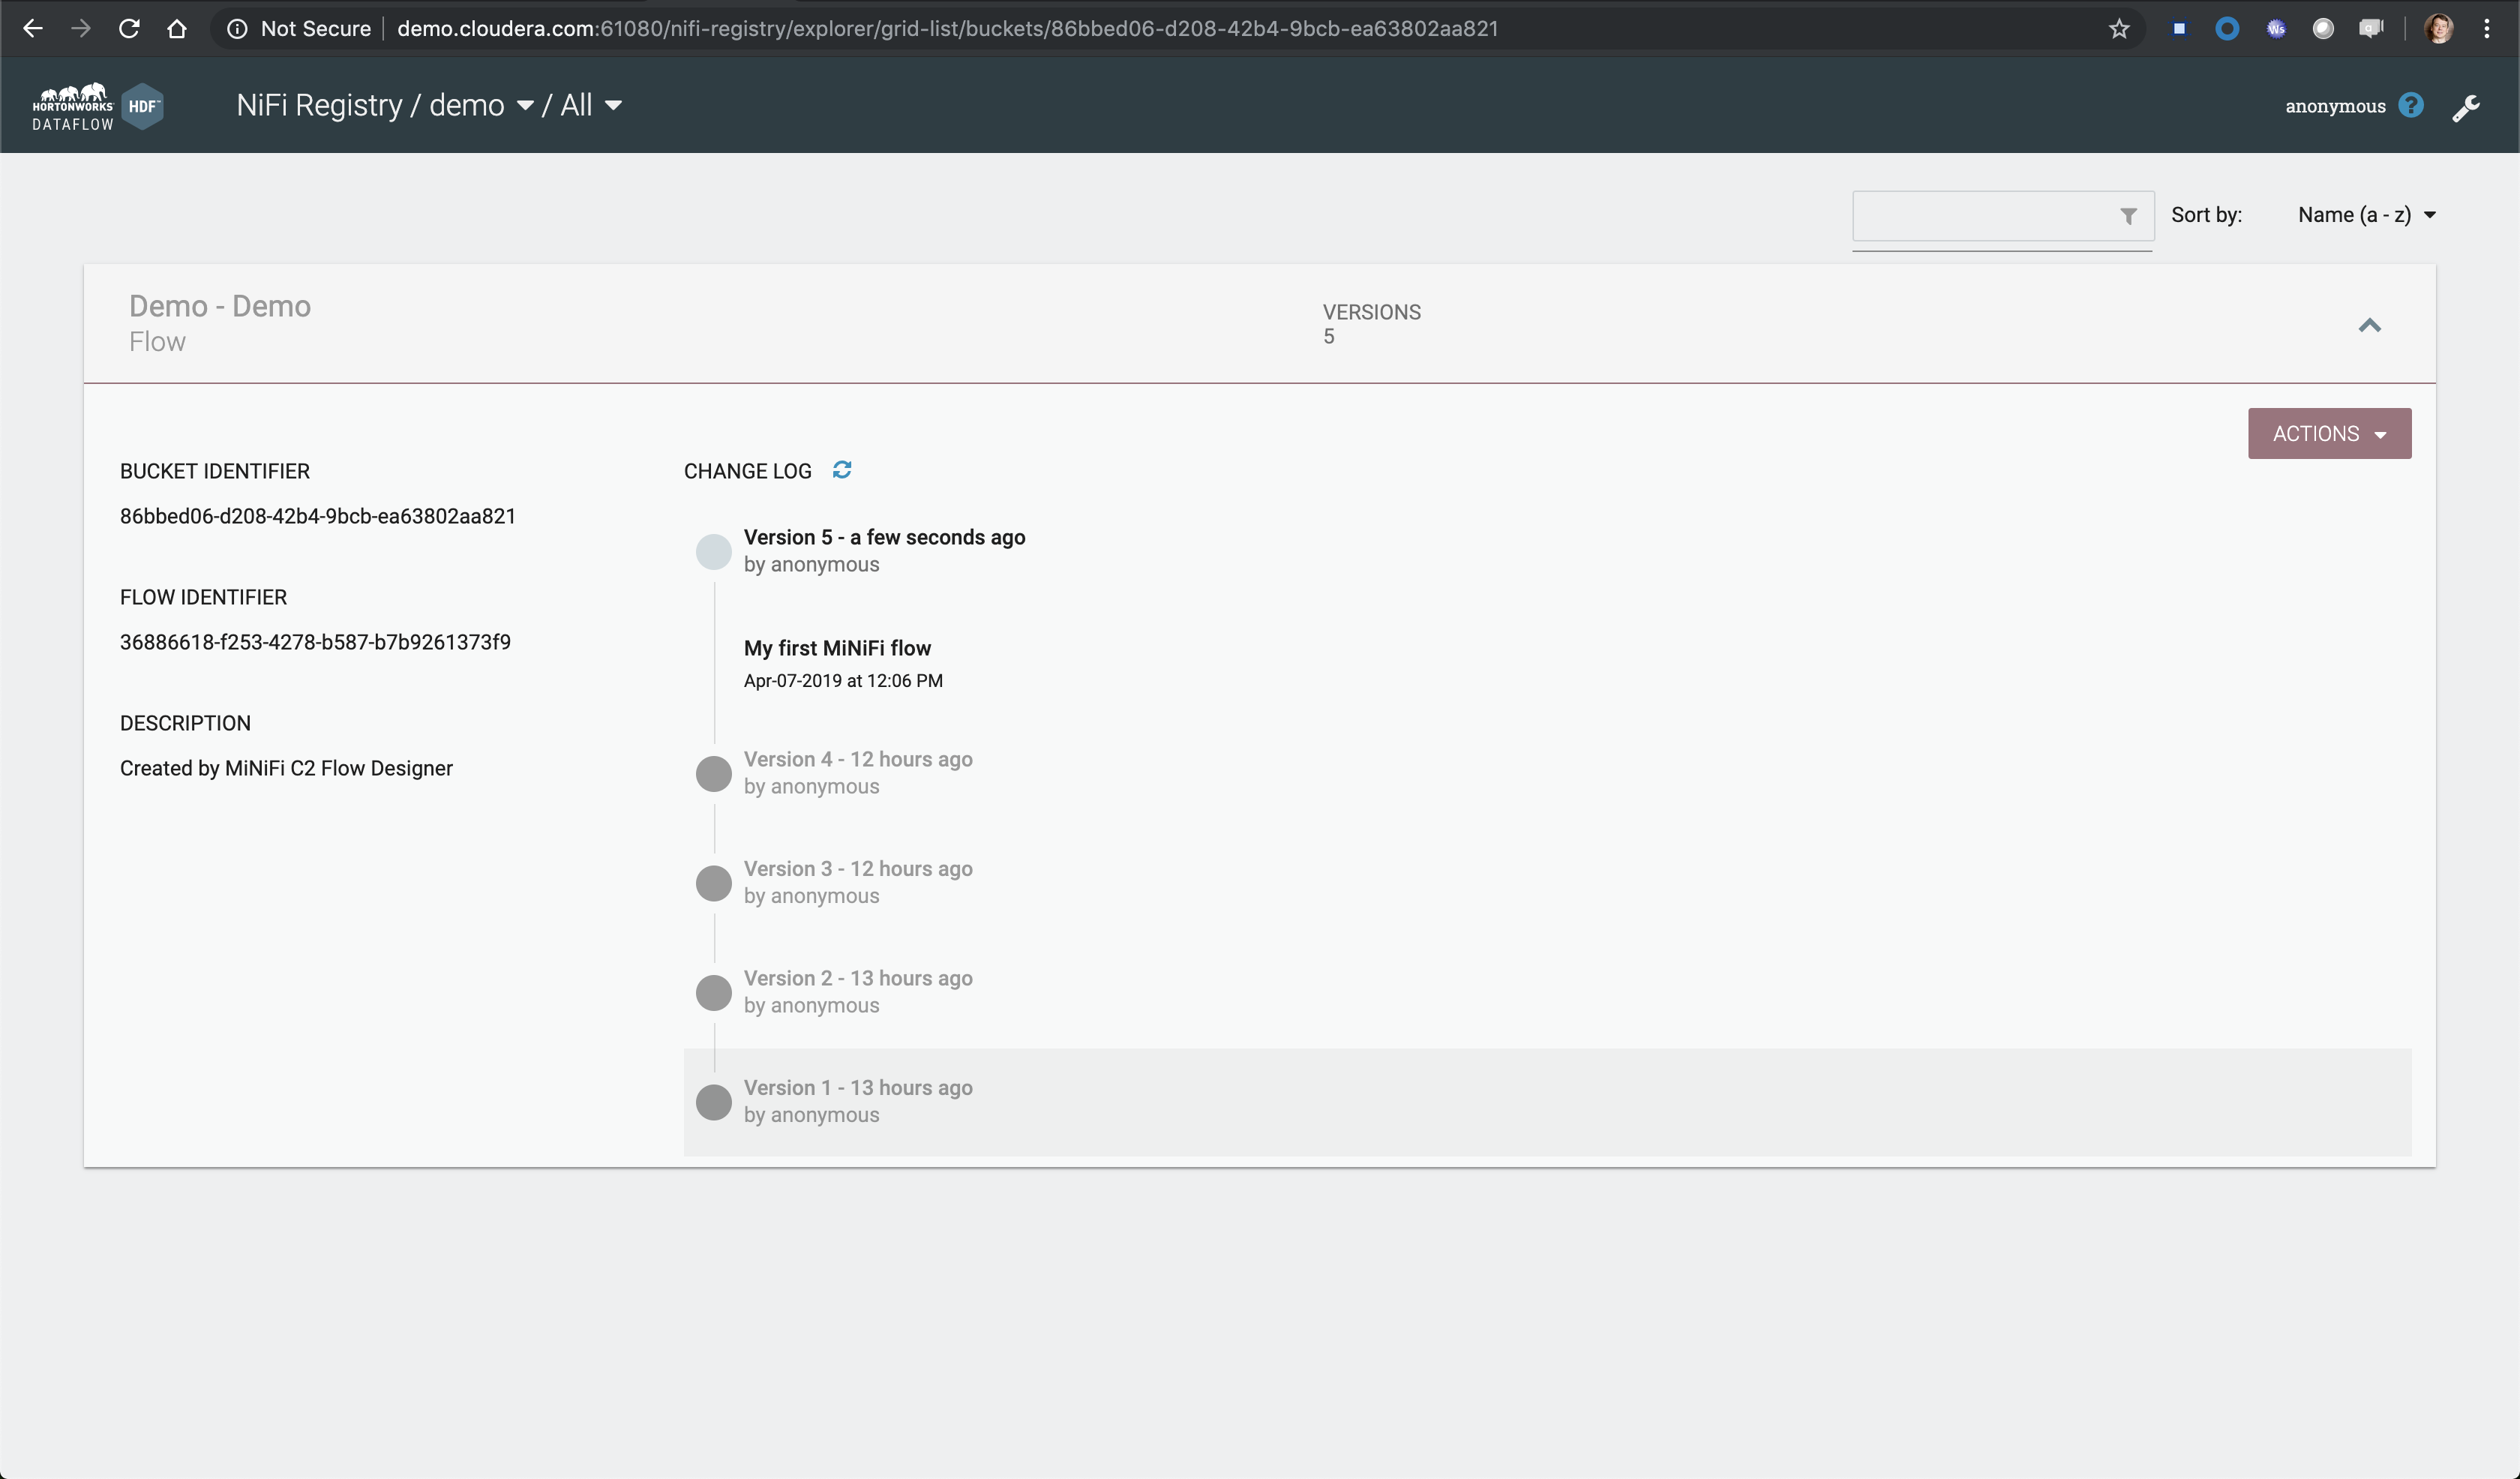 Not Secure | demo.cloudera.com:61080/nifi-registry/explorer/grid-list/buckets/86bbed06-d208-42b4-9bcb-ea63802aa821
Ws
HORTONWORKS
DATAFLOW
HDF
NiFi Registry / demo / All
anonymous ?
Sort by: Name (a - z)
Demo - Demo
Flow
VERSIONS
5
ACTIONS
BUCKET IDENTIFIER
86bbed06-d208-42b4-9bcb-ea63802aa821
FLOW IDENTIFIER
36886618-f253-4278-b587-b7b9261373f9
DESCRIPTION
Created by MiNiFi C2 Flow Designer
CHANGE LOG
Version 5 - a few seconds ago
by anonymous
My first MiNiFi flow
Apr-07-2019 at 12:06 PM
Version 4 - 12 hours ago
by anonymous
Version 3 - 12 hours ago
by anonymous
Version 2 - 13 hours ago
by anonymous
Version 1 - 13 hours ago
by anonymous